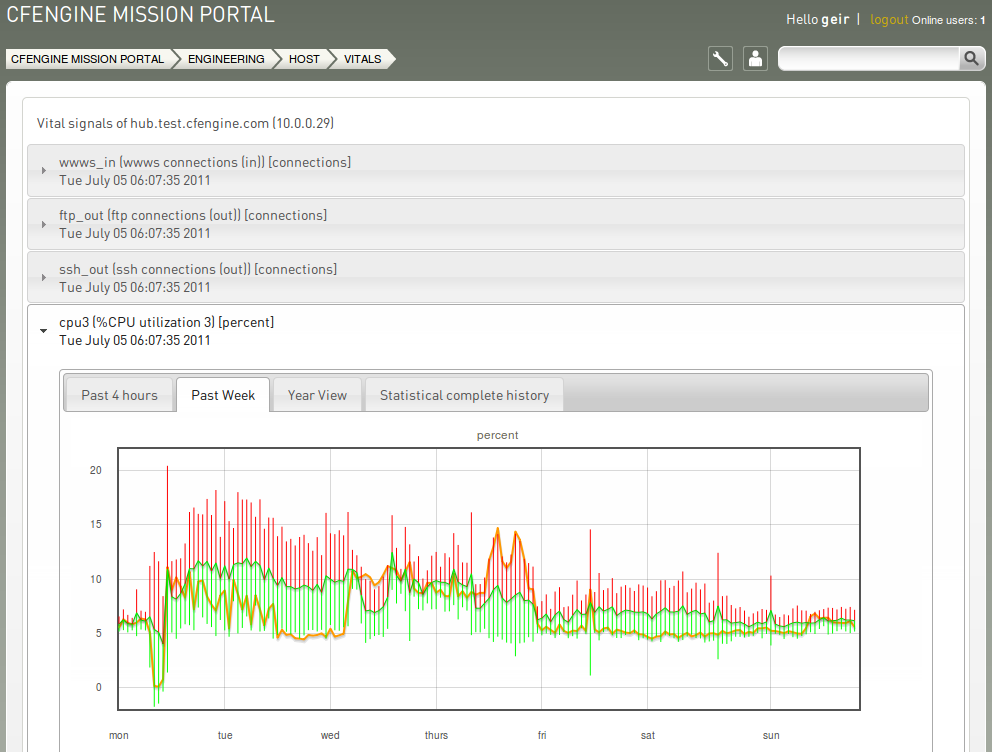 CFENGINE MISSION PORTAL
Hello geir | logout Online users: 1
CFENGINE MISSION PORTAL ENGINEERING HOST VITALS
Vital signals of hub.test.cfengine.com (10.0.0.29)
wwws_in (wwws connections (in)) [connections]
Tue July 05 06:07:35 2011
ftp_out (ftp connections (out)) [connections]
Tue July 05 06:07:35 2011
ssh_out (ssh connections (out)) [connections]
Tue July 05 06:07:35 2011
cpu3 (%CPU utilization 3) [percent]
Tue July 05 06:07:35 2011
Past 4 hours Past Week Year View Statistical complete history
percent
20
15
10
5
0
mon tue wed thurs fri sat sun